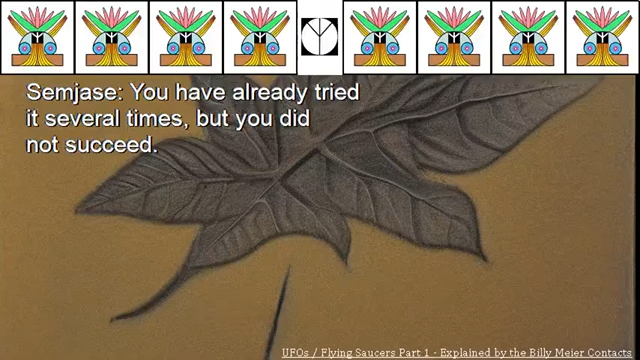 Semjase: You have already tried
it several times, but you did
not succeed.
UFOs / Flying Saucers Part 1 - Explained by the Billy Meier Contacts